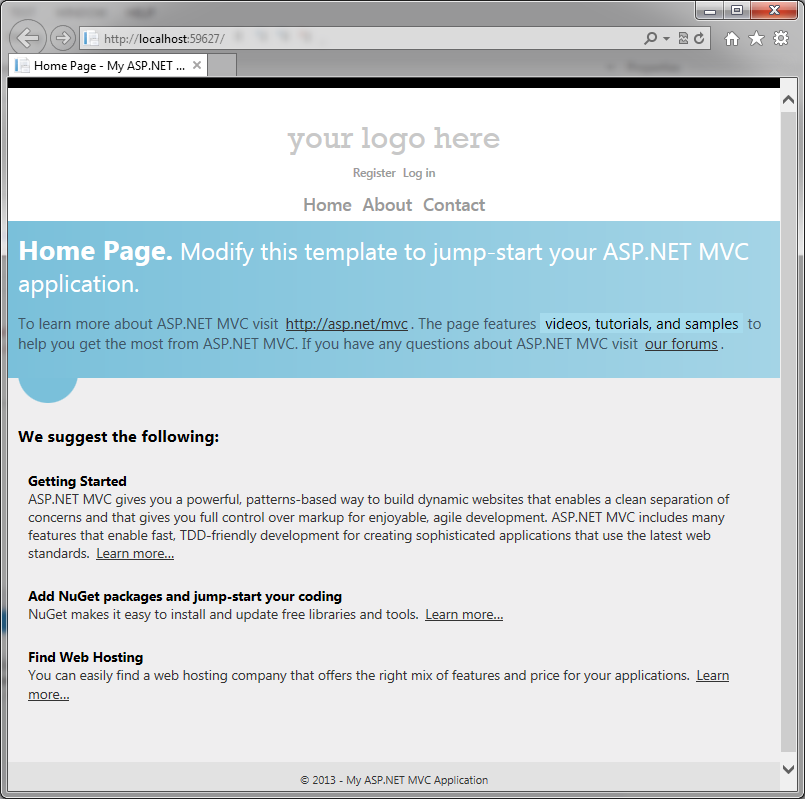 http://localhost:59627/
Home Page - My ASP.NET ...
your logo here
Register Log in
Home About Contact
Home Page. Modify this template to jump-start your ASP.NET MVC
application.
To learn more about ASP.NET MVC visit http://asp.net/mvc . The page features videos, tutorials, and samples to
help you get the most from ASP.NET MVC. If you have any questions about ASP.NET MVC visit our forums .
We suggest the following:
Getting Started
ASP.NET MVC gives you a powerful, patterns-based way to build dynamic websites that enables a clean separation of
concerns and that gives you full control over markup for enjoyable, agile development. ASP.NET MVC includes many
features that enable fast, TDD-friendly development for creating sophisticated applications that use the latest web
standards. Learn more...
Add NuGet packages and jump-start your coding
NuGet makes it easy to install and update free libraries and tools. Learn more...
Find Web Hosting
You can easily find a web hosting company that offers the right mix of features and price for your applications. Learn
more...
© 2013 - My ASP.NET MVC Application